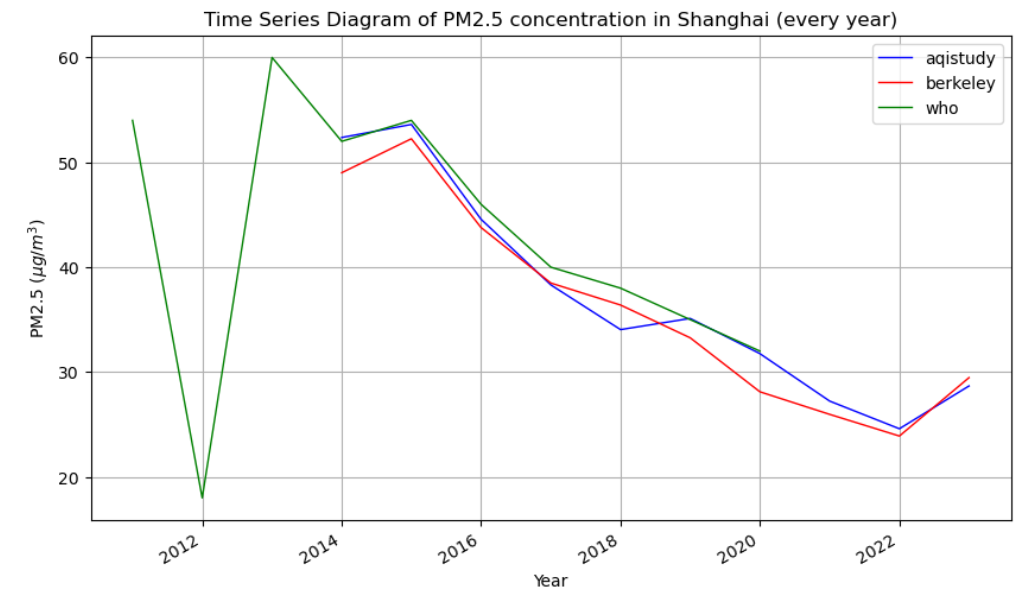 Time Series Diagram of PM2.5 concentration in Shanghai (every year)
aqistudy
berkeley
who
60
50
40
30
20
PM2.5 (μg/m³)
2012
2014
2016
2018
2020
2022
Year